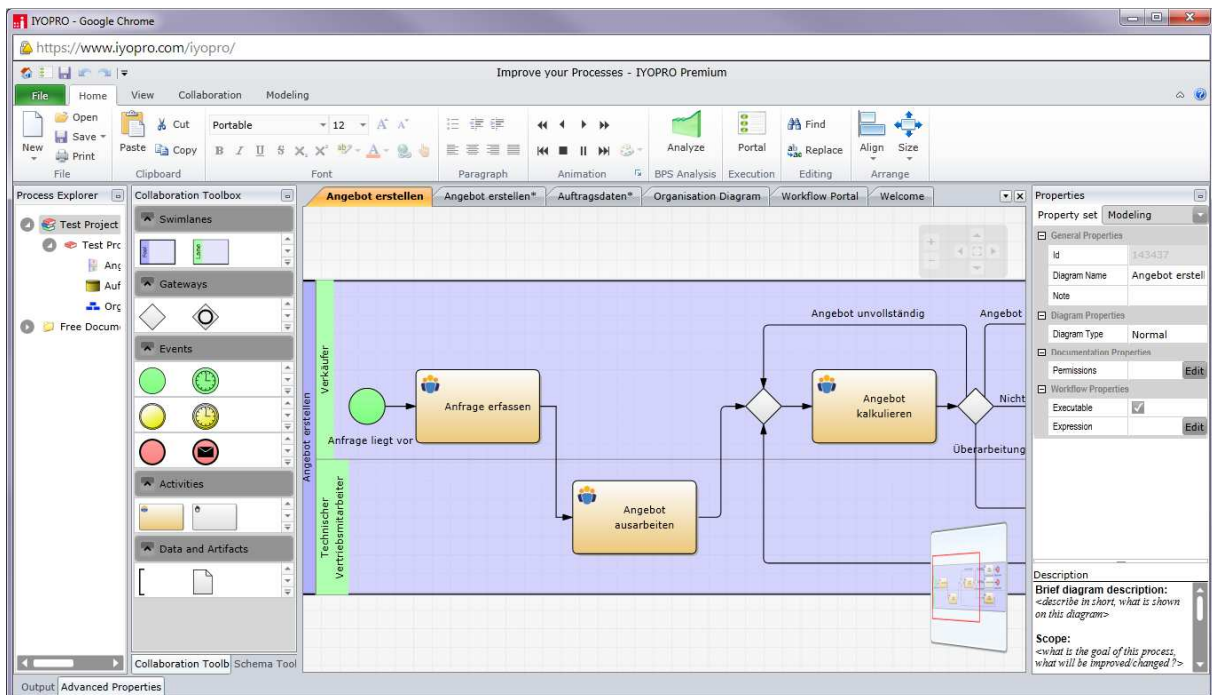 IYOPRO - Google Chrome
https://www.iyopro.com/iyopro/
Improve your Processes - IYOPRO Premium
File Home View Collaboration Modeling
New Open Save Print
Paste Cut Copy
Portable 12
B I U S
Analyze
Portal
Find
Replace
Align Size
File Clipboard Font Paragraph Animation BPS Analysis Execution Editing Arrange
Process Explorer
Test Project
Test Prc
Ang
Auf
Org
Free Docum
Collaboration Toolbox
Swimlanes
Pool Lane
Gateways
Events
Activities
Data and Artifacts
Collaboration Toolb Schema Tool
Angebot erstellen Angebot erstellen* Auftragsdaten* Organisation Diagram Workflow Portal Welcome
Angebot erstellen
Verkäufer
Technischer
Vertriebsmitarbeiter
Anfrage liegt vor
Anfrage erfassen
Angebot
ausarbeiten
Angebot unvollständig
Angebot
kalkulieren
Angebot
Nicht
Überarbeitung
Properties
Property set Modeling
General Properties
Id 143437
Diagram Name Angebot erstell
Note
Diagram Properties
Diagram Type Normal
Documentation Properties
Permissions Edit
Workflow Properties
Executable
Expression Edit
Description
Brief diagram description:
<describe in short, what is shown
on this diagram>
Scope:
<what is the goal of this process,
what will be improved/changed ?>
Output Advanced Properties